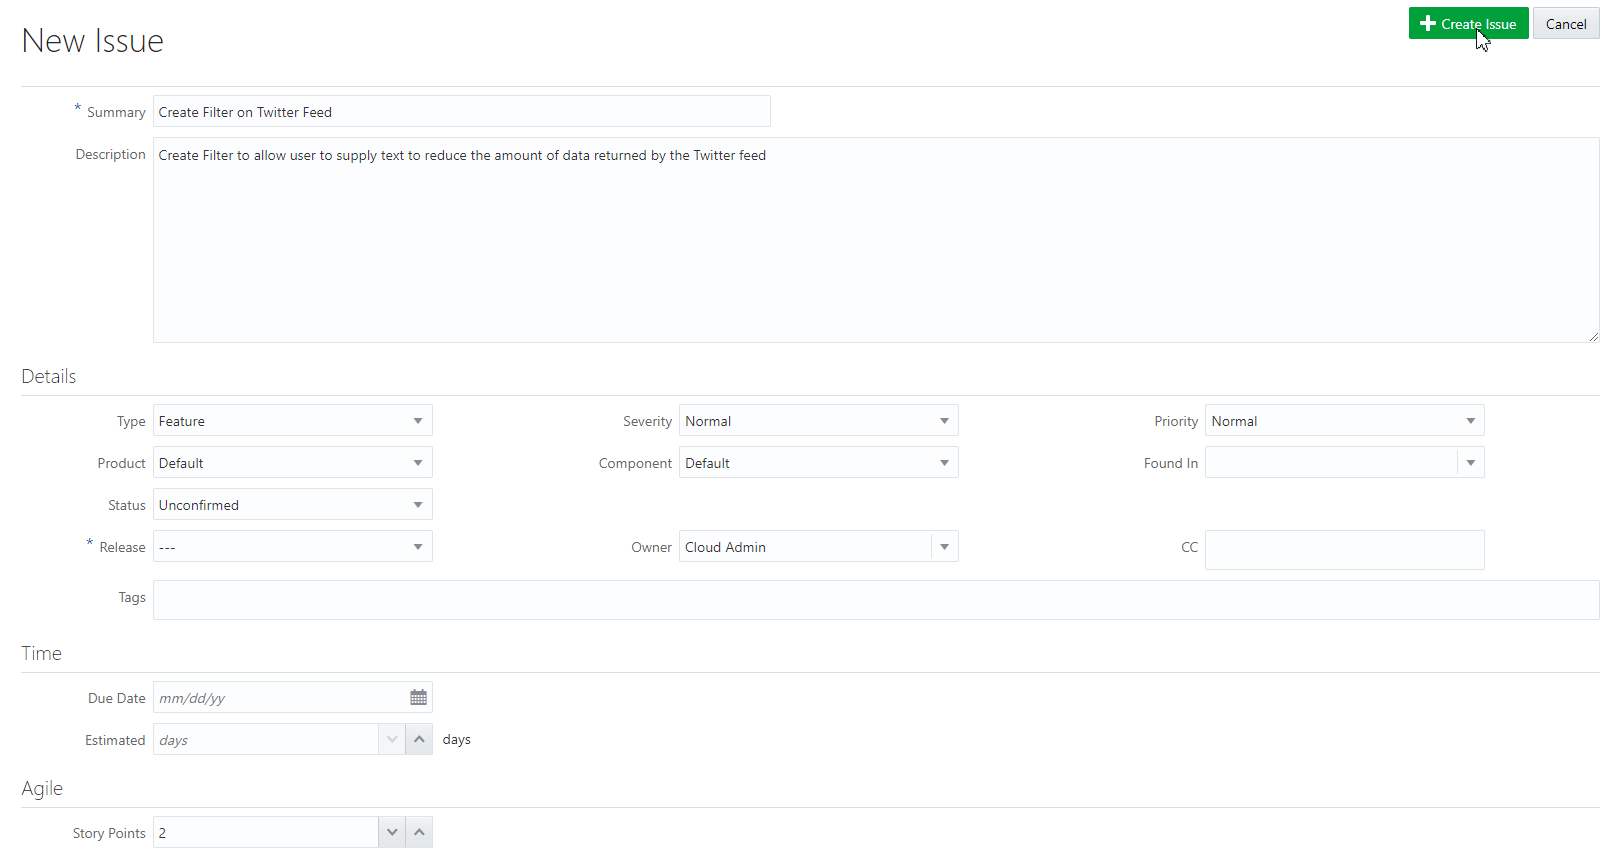 New Issue
Create Issue
Cancel
* Summary Create Filter on Twitter Feed
Description Create Filter to allow user to supply text to reduce the amount of data returned by the Twitter feed
Details
Type Feature Severity Normal Priority Normal
Product Default Component Default Found In
Status Unconfirmed
* Release --- Owner Cloud Admin CC
Tags
Time
Due Date mm/dd/yy
Estimated days days
Agile
Story Points 2